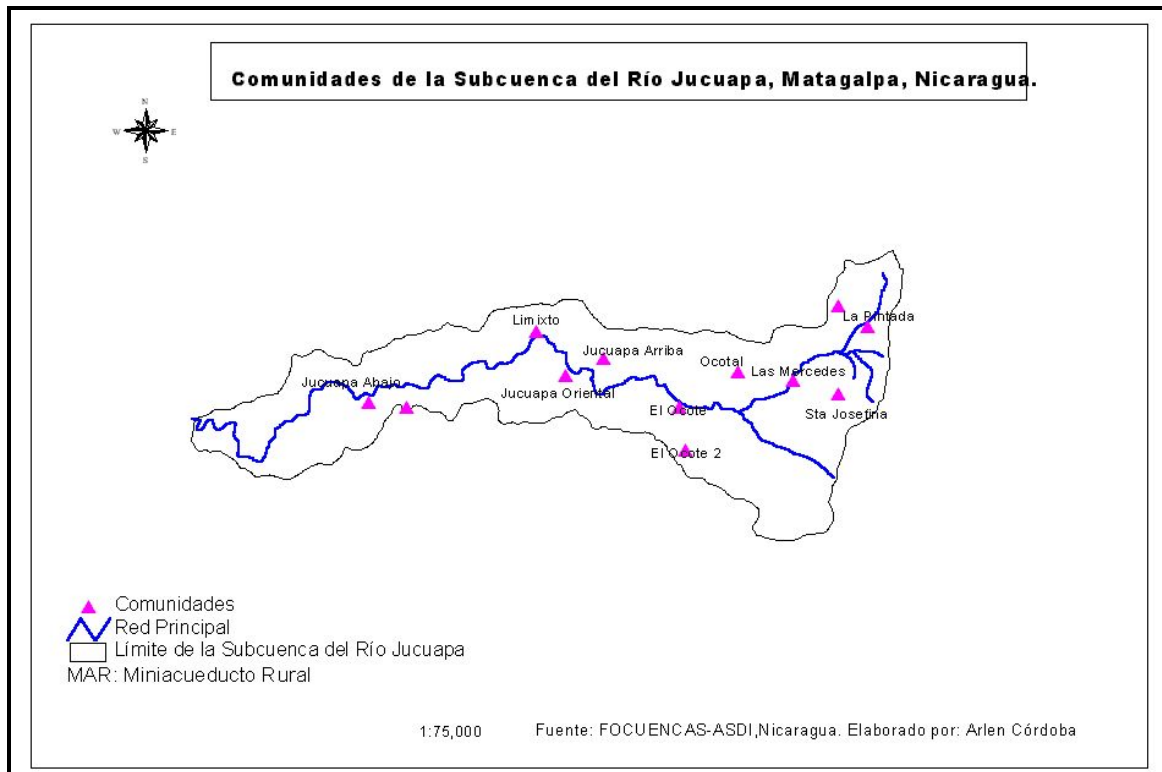 Comunidades de la Subcuenca del Río Jucuapa, Matagalpa, Nicaragua.
N
W E
S
La Pintada
Limixto
Jucuapa Arriba
Ocotal
Las Mercedes
Jucuapa Abajo
Jucuapa Oriental
El Ocote
Sta Josefina
El Ocote 2
Comunidades
Red Principal
Límite de la Subcuenca del Río Jucuapa
MAR: Miniacueducto Rural
1:75,000 Fuente: FOCUENCAS-ASDI,Nicaragua. Elaborado por: Arlen Córdoba